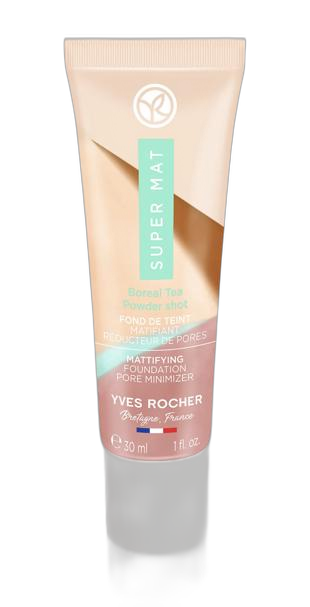 SUPER MAT
Boreal Tea
Powder shot
FOND DE TEINT
MATIFIANT
RÉDUCTEUR DE PORES
MATTIFYING
FOUNDATION
PORE MINIMIZER
YVES ROCHER
Bretagne, France
℮ 30 ml 1 fl. oz.